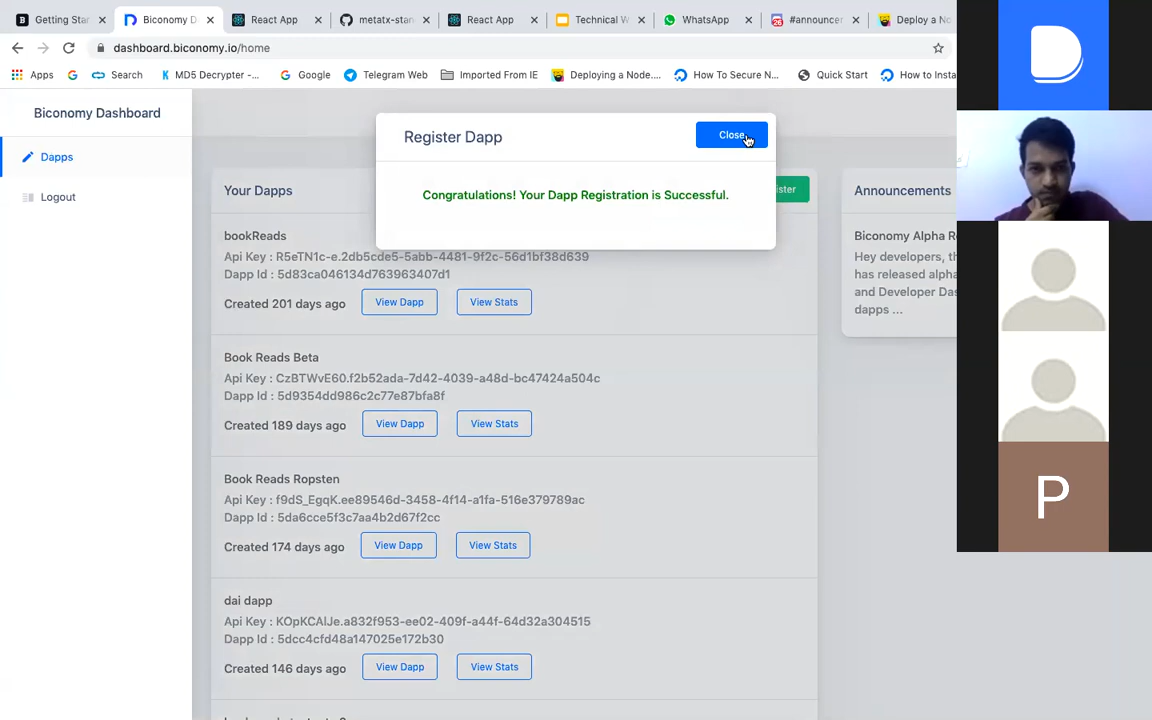 Getting Star
Biconomy D
React App
metatx-stan
React App
Technical W
WhatsApp
#announcer
Deploy a No
dashboard.biconomy.io/home
Apps
Search
MD5 Decrypter -...
Google
Telegram Web
Imported From IE
Deploying a Node....
How To Secure N...
Quick Start
How to Insta
Biconomy Dashboard
Dapps
Logout
Register Dapp
Close
Congratulations! Your Dapp Registration is Successful.
Your Dapps
ister
bookReads
Api Key : R5eTN1c-e.2db5cde5-5abb-4481-9f2c-56d1bf38d639
Dapp Id : 5d83ca046134d763963407d1
Created 201 days ago
View Dapp
View Stats
Book Reads Beta
Api Key : CzBTWvE60.f2b52ada-7d42-4039-a48d-bc47424a504c
Dapp Id : 5d9354dd986c2c77e87bfa8f
Created 189 days ago
View Dapp
View Stats
Book Reads Ropsten
Api Key : f9dS_EgqK.ee89546d-3458-4f14-a1fa-516e379789ac
Dapp Id : 5da6cce5f3c7aa4b2d67f2cc
Created 174 days ago
View Dapp
View Stats
dai dapp
Api Key : KOpKCAlJe.a832f953-ee02-409f-a44f-64d32a304515
Dapp Id : 5dcc4cfd48a147025e172b30
Created 146 days ago
View Dapp
View Stats
Announcements
Biconomy Alpha R
Hey developers, th
has released alpha
and Developer Das
dapps ...
P